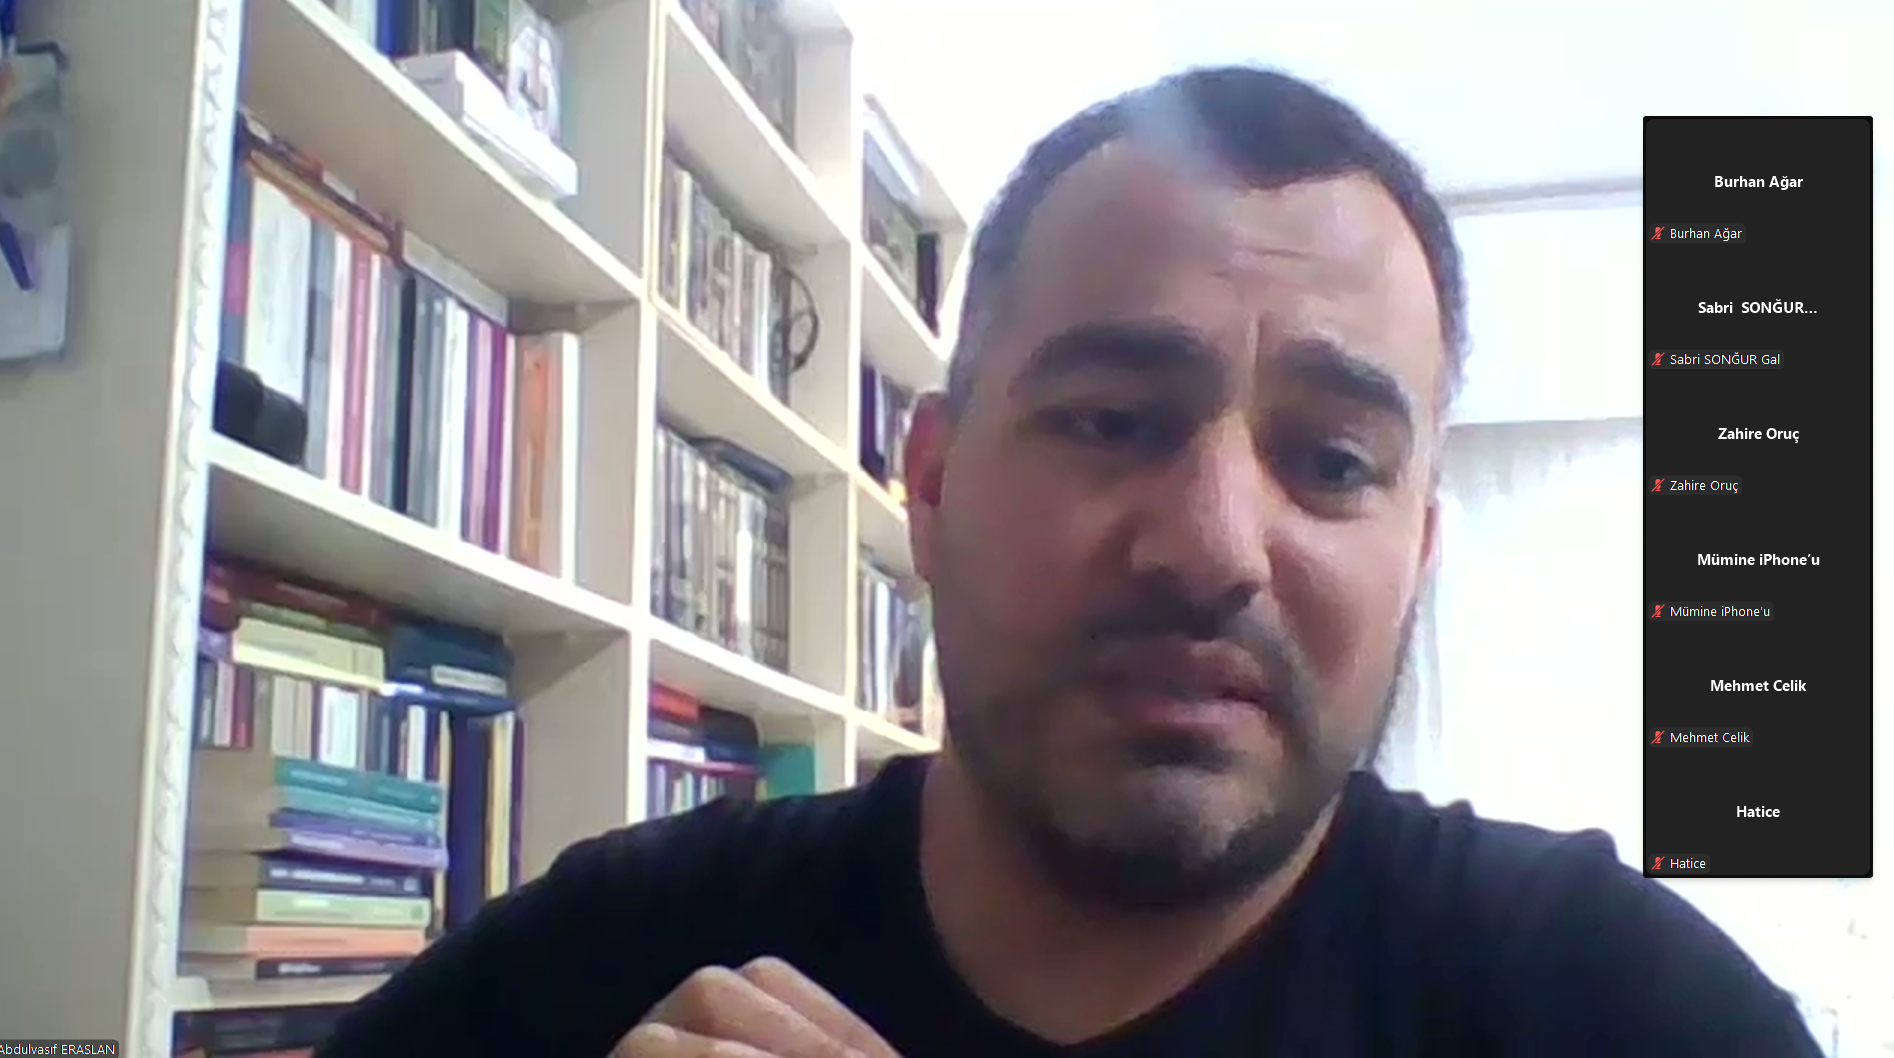 Burhan Ağar
Burhan Ağar
Sabri SONĞUR...
Sabri SONĞUR Gal
Zahire Oruç
Zahire Oruç
Mümine iPhone'u
Mümine iPhone'u
Mehmet Celik
Mehmet Celik
Hatice
Hatice
Abdulvasıf ERASLAN